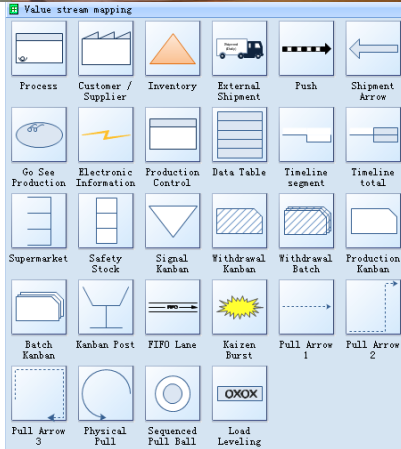 Value stream mapping
Process
Customer /
Supplier
Inventory
External
Shipment
Push
Shipment
Arrow
Go See
Production
Electronic
Information
Production
Control
Data Table
Timeline
segment
Timeline
total
Supermarket
Safety
Stock
Signal
Kanban
Withdrawal
Kanban
Withdrawal
Batch
Production
Kanban
Batch
Kanban
Kanban Post
FIFO
FIFO Lane
Kaizen
Burst
Pull Arrow
1
Pull Arrow
2
Pull Arrow
3
Physical
Pull
Sequenced
Pull Ball
OXOX
Load
Leveling